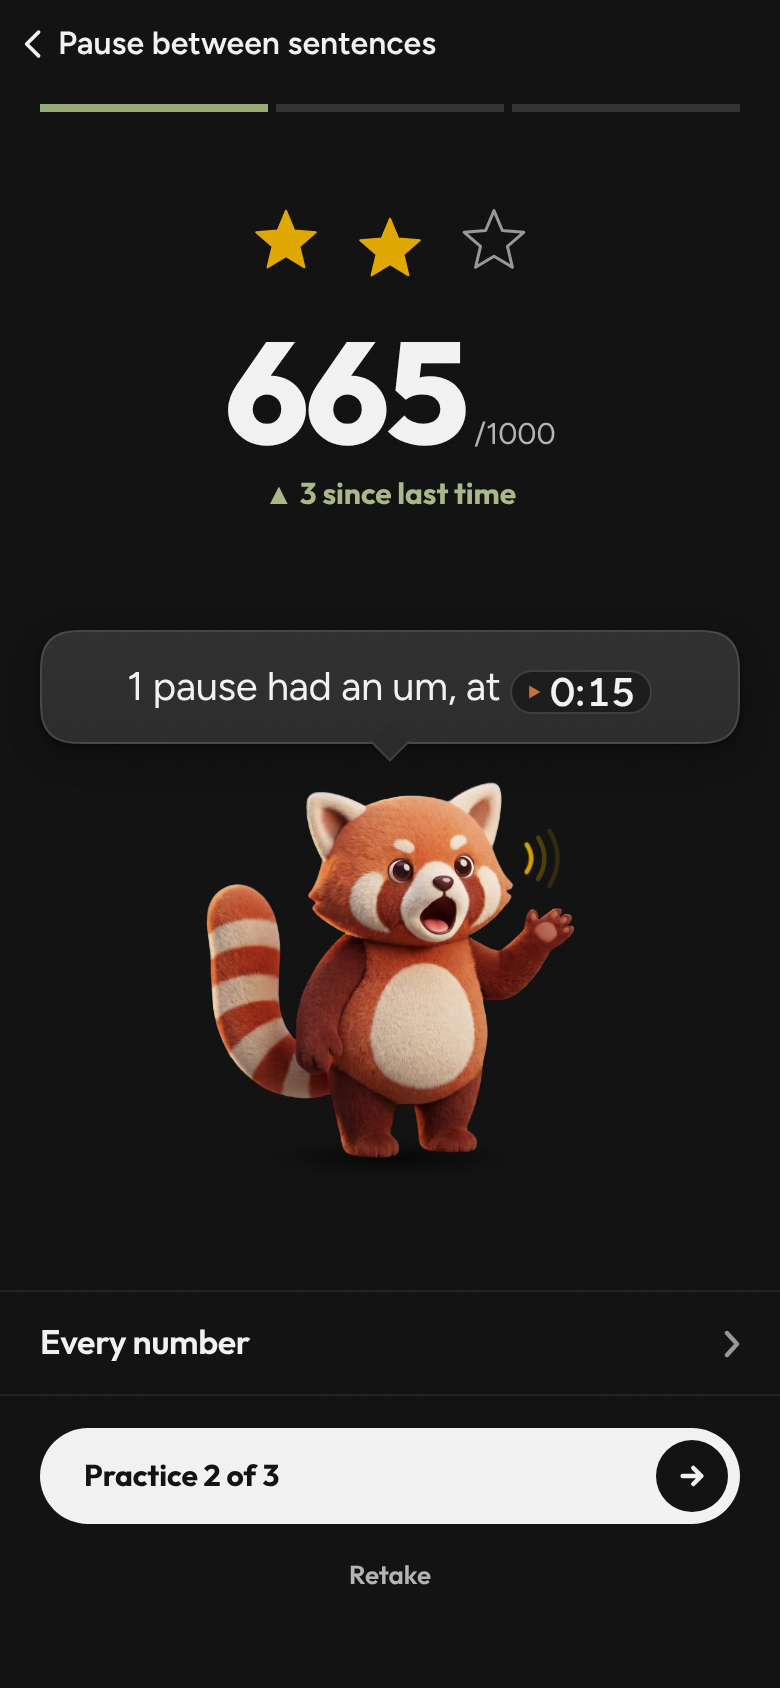 Pause between sentences
665 /1000
▲ 3 since last time
1 pause had an um, at ▶ 0:15
Every number
Practice 2 of 3
Retake